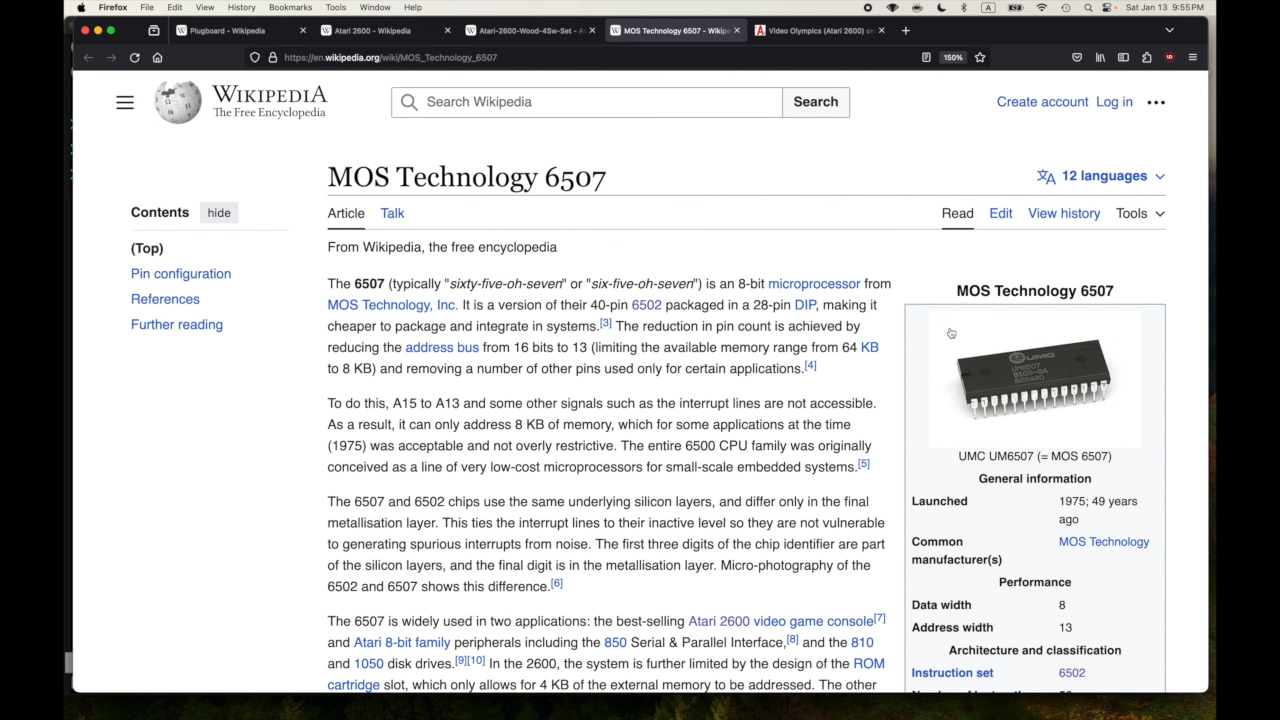 Firefox File Edit View History Bookmarks Tools Window Help A Sat Jan 13 9:55 PM
Plugboard - Wikipedia Atari 2600 - Wikipedia Atari-2600-Wood-4Sw-Set - MOS Technology 6507 - Wikipe Video Olympics (Atari 2600) on
https://en.wikipedia.org/wiki/MOS_Technology_6507 150%
WIKIPEDIA
The Free Encyclopedia
Search Wikipedia Search
Create account Log in
MOS Technology 6507
12 languages
Contents hide
Article Talk Read Edit View history Tools
(Top)
Pin configuration
References
Further reading
From Wikipedia, the free encyclopedia
The 6507 (typically "sixty-five-oh-seven" or "six-five-oh-seven") is an 8-bit microprocessor from
MOS Technology, Inc. It is a version of their 40-pin 6502 packaged in a 28-pin DIP, making it
cheaper to package and integrate in systems.[3] The reduction in pin count is achieved by
reducing the address bus from 16 bits to 13 (limiting the available memory range from 64 KB
to 8 KB) and removing a number of other pins used only for certain applications.[4]
To do this, A15 to A13 and some other signals such as the interrupt lines are not accessible.
As a result, it can only address 8 KB of memory, which for some applications at the time
(1975) was acceptable and not overly restrictive. The entire 6500 CPU family was originally
conceived as a line of very low-cost microprocessors for small-scale embedded systems.[5]
The 6507 and 6502 chips use the same underlying silicon layers, and differ only in the final
metallisation layer. This ties the interrupt lines to their inactive level so they are not vulnerable
to generating spurious interrupts from noise. The first three digits of the chip identifier are part
of the silicon layers, and the final digit is in the metallisation layer. Micro-photography of the
6502 and 6507 shows this difference.[6]
The 6507 is widely used in two applications: the best-selling Atari 2600 video game console[7]
and Atari 8-bit family peripherals including the 850 Serial & Parallel Interface,[8] and the 810
and 1050 disk drives.[9][10] In the 2600, the system is further limited by the design of the ROM
cartridge slot, which only allows for 4 KB of the external memory to be addressed. The other
MOS Technology 6507
UMC
UM6507
UMC UM6507 (= MOS 6507)
General information
Launched 1975; 49 years
ago
Common MOS Technology
manufacturer(s)
Performance
Data width 8
Address width 13
Architecture and classification
Instruction set 6502